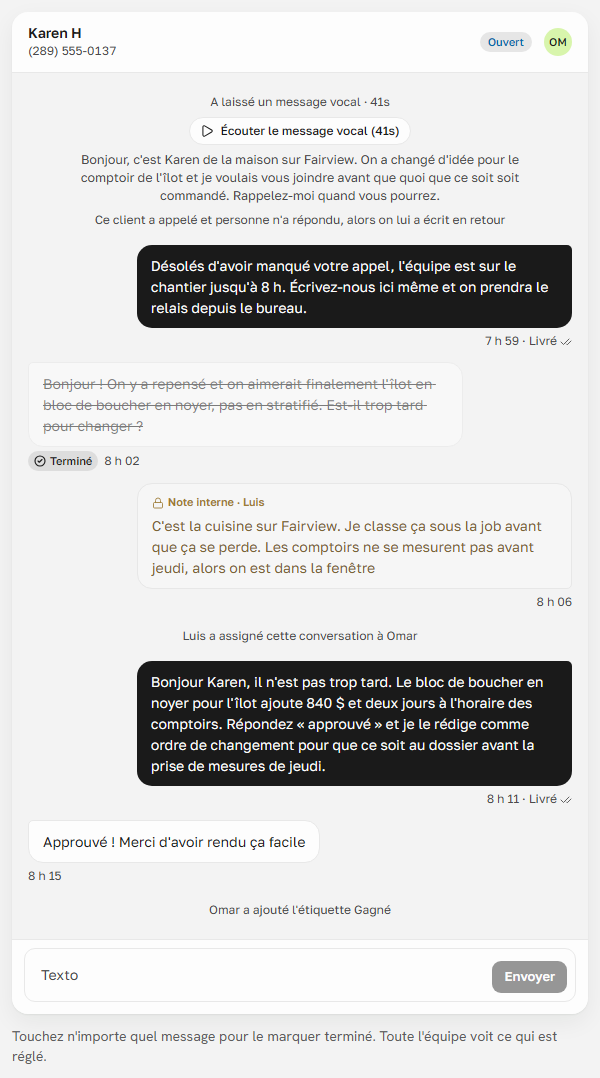 Karen H
(289) 555-0137
Ouvert
OM
A laissé un message vocal · 41s
Écouter le message vocal (41s)
Bonjour, c'est Karen de la maison sur Fairview. On a changé d'idée pour le
comptoir de l'îlot et je voulais vous joindre avant que quoi que ce soit soit
commandé. Rappelez-moi quand vous pourrez.
Ce client a appelé et personne n'a répondu, alors on lui a écrit en retour
Désolés d'avoir manqué votre appel, l'équipe est sur le
chantier jusqu'à 8 h. Écrivez-nous ici même et on prendra le
relais depuis le bureau.
7 h 59 · Livré
Bonjour ! On y a repensé et on aimerait finalement l'îlot en
bloc de boucher en noyer, pas en stratifié. Est-il trop tard
pour changer ?
Terminé 8 h 02
Note interne · Luis
C'est la cuisine sur Fairview. Je classe ça sous la job avant
que ça se perde. Les comptoirs ne se mesurent pas avant
jeudi, alors on est dans la fenêtre
8 h 06
Luis a assigné cette conversation à Omar
Bonjour Karen, il n'est pas trop tard. Le bloc de boucher en
noyer pour l'îlot ajoute 840 $ et deux jours à l'horaire des
comptoirs. Répondez « approuvé » et je le rédige comme
ordre de changement pour que ce soit au dossier avant la
prise de mesures de jeudi.
8 h 11 · Livré
Approuvé ! Merci d'avoir rendu ça facile
8 h 15
Omar a ajouté l'étiquette Gagné
Texto
Envoyer
Touchez n'importe quel message pour le marquer terminé. Toute l'équipe voit ce qui est
réglé.